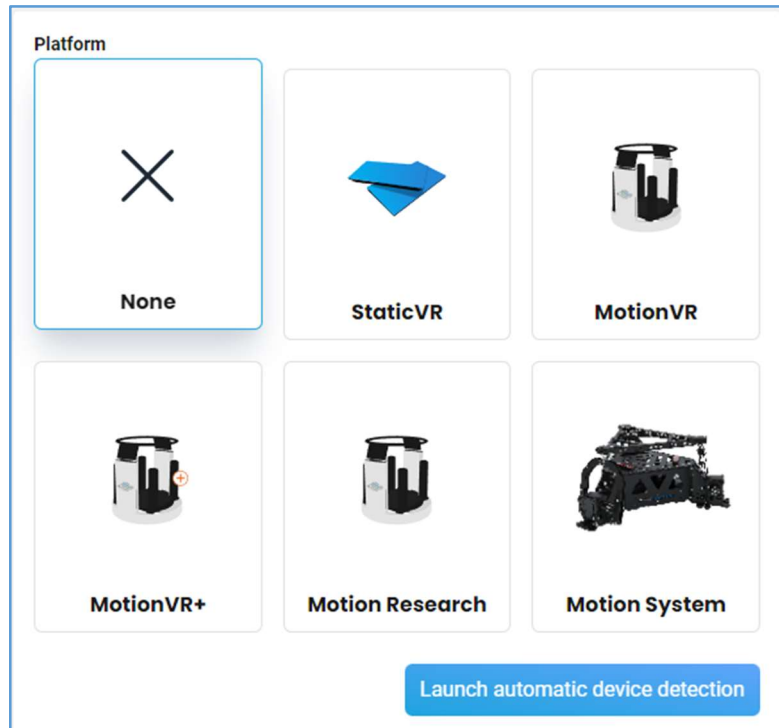 Platform
None
StaticVR
MotionVR
MotionVR+
Motion Research
Motion System
Launch automatic device detection